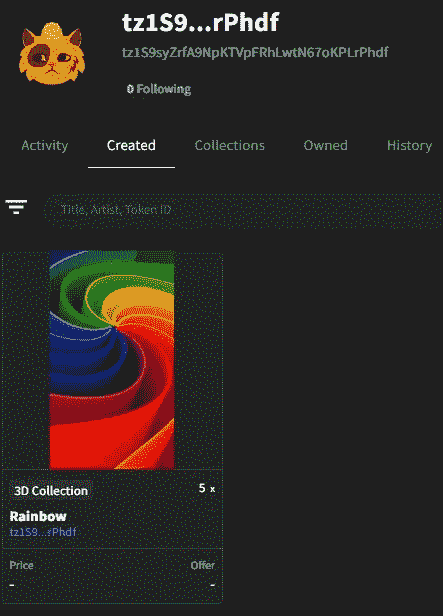 tz1S9...rPhdf
tz1S9syZrfA9NpKTVpFRhLwtN67oKPLrPhdf
0 Following
Activity Created Collections Owned History
Title, Artist, Token ID
3D Collection 5 x
Rainbow
tz1S9...rPhdf
Price Offer
- -